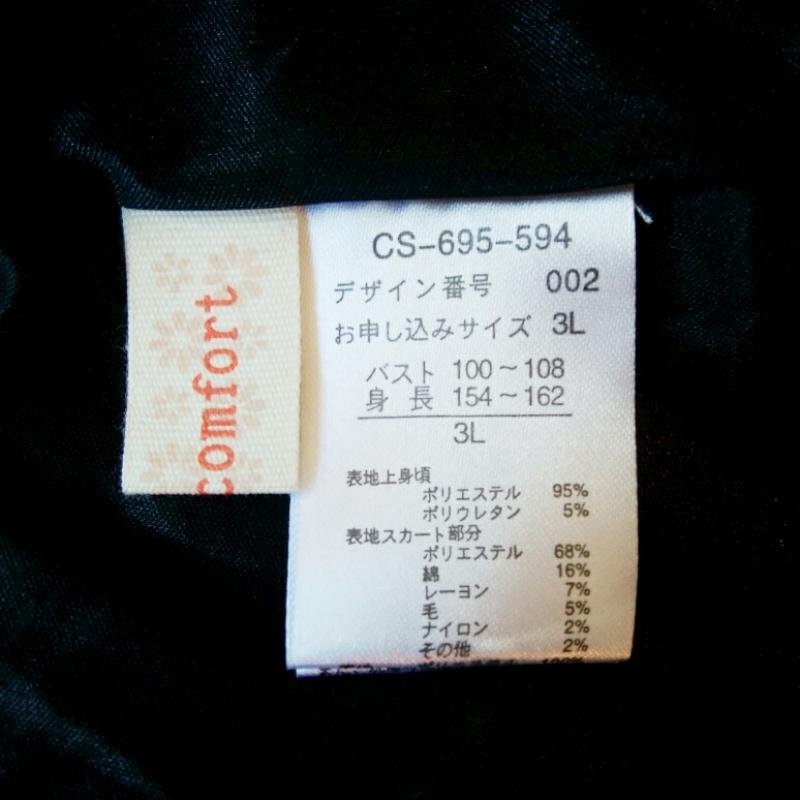 comfort
CS-695-594
デザイン番号 002
お申し込みサイズ 3L
バスト 100～108
身長 154～162
3L
表地上身頃
ポリエステル 95%
ポリウレタン 5%
表地スカート部分
ポリエステル 68%
綿 16%
レーヨン 7%
毛 5%
ナイロン 2%
その他 2%